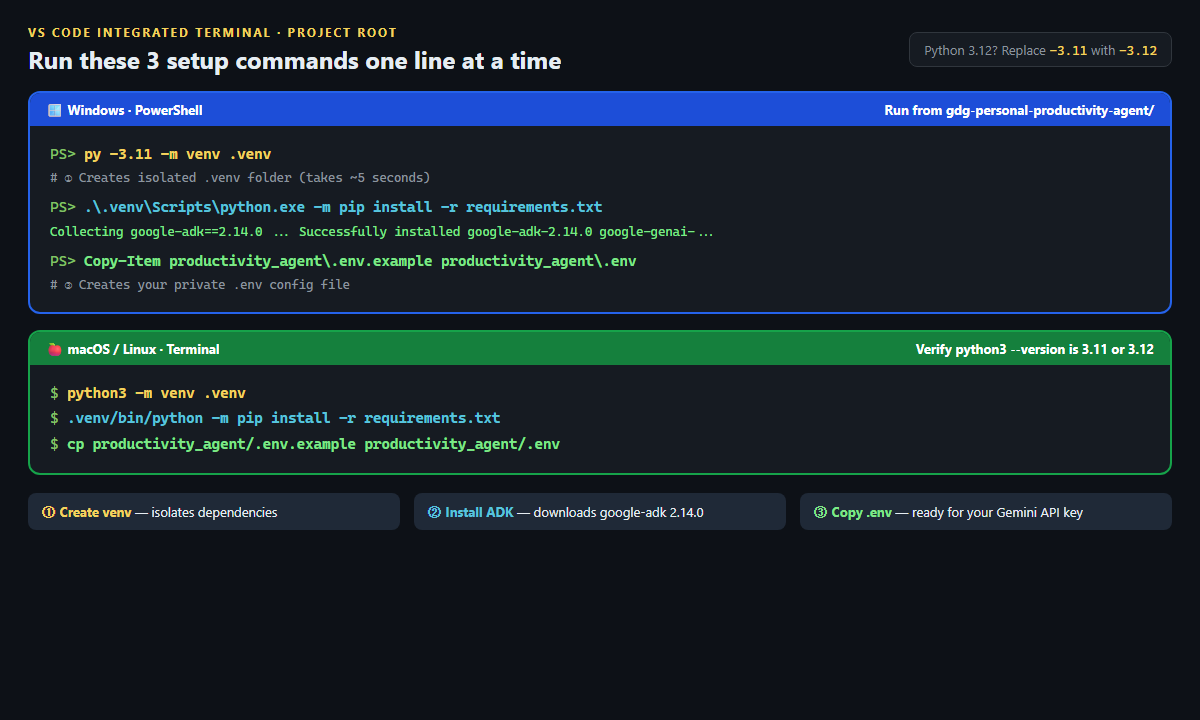 VS CODE INTEGRATED TERMINAL · PROJECT ROOT
Run these 3 setup commands one line at a time
Python 3.12? Replace −3.11 with −3.12
Windows · PowerShell
Run from gdg-personal-productivity-agent/
PS> py −3.11 −m venv .venv
# ① Creates isolated .venv folder (takes ~5 seconds)
PS> .\.venv\Scripts\python.exe −m pip install −r requirements.txt
Collecting google-adk==2.14.0 ... Successfully installed google-adk-2.14.0 google-genai-...
PS> Copy-Item productivity_agent\.env.example productivity_agent\.env
# ③ Creates your private .env config file
macOS / Linux · Terminal
Verify python3 --version is 3.11 or 3.12
$ python3 −m venv .venv
$ .venv/bin/python −m pip install −r requirements.txt
$ cp productivity_agent/.env.example productivity_agent/.env
① Create venv — isolates dependencies
② Install ADK — downloads google-adk 2.14.0
③ Copy .env — ready for your Gemini API key